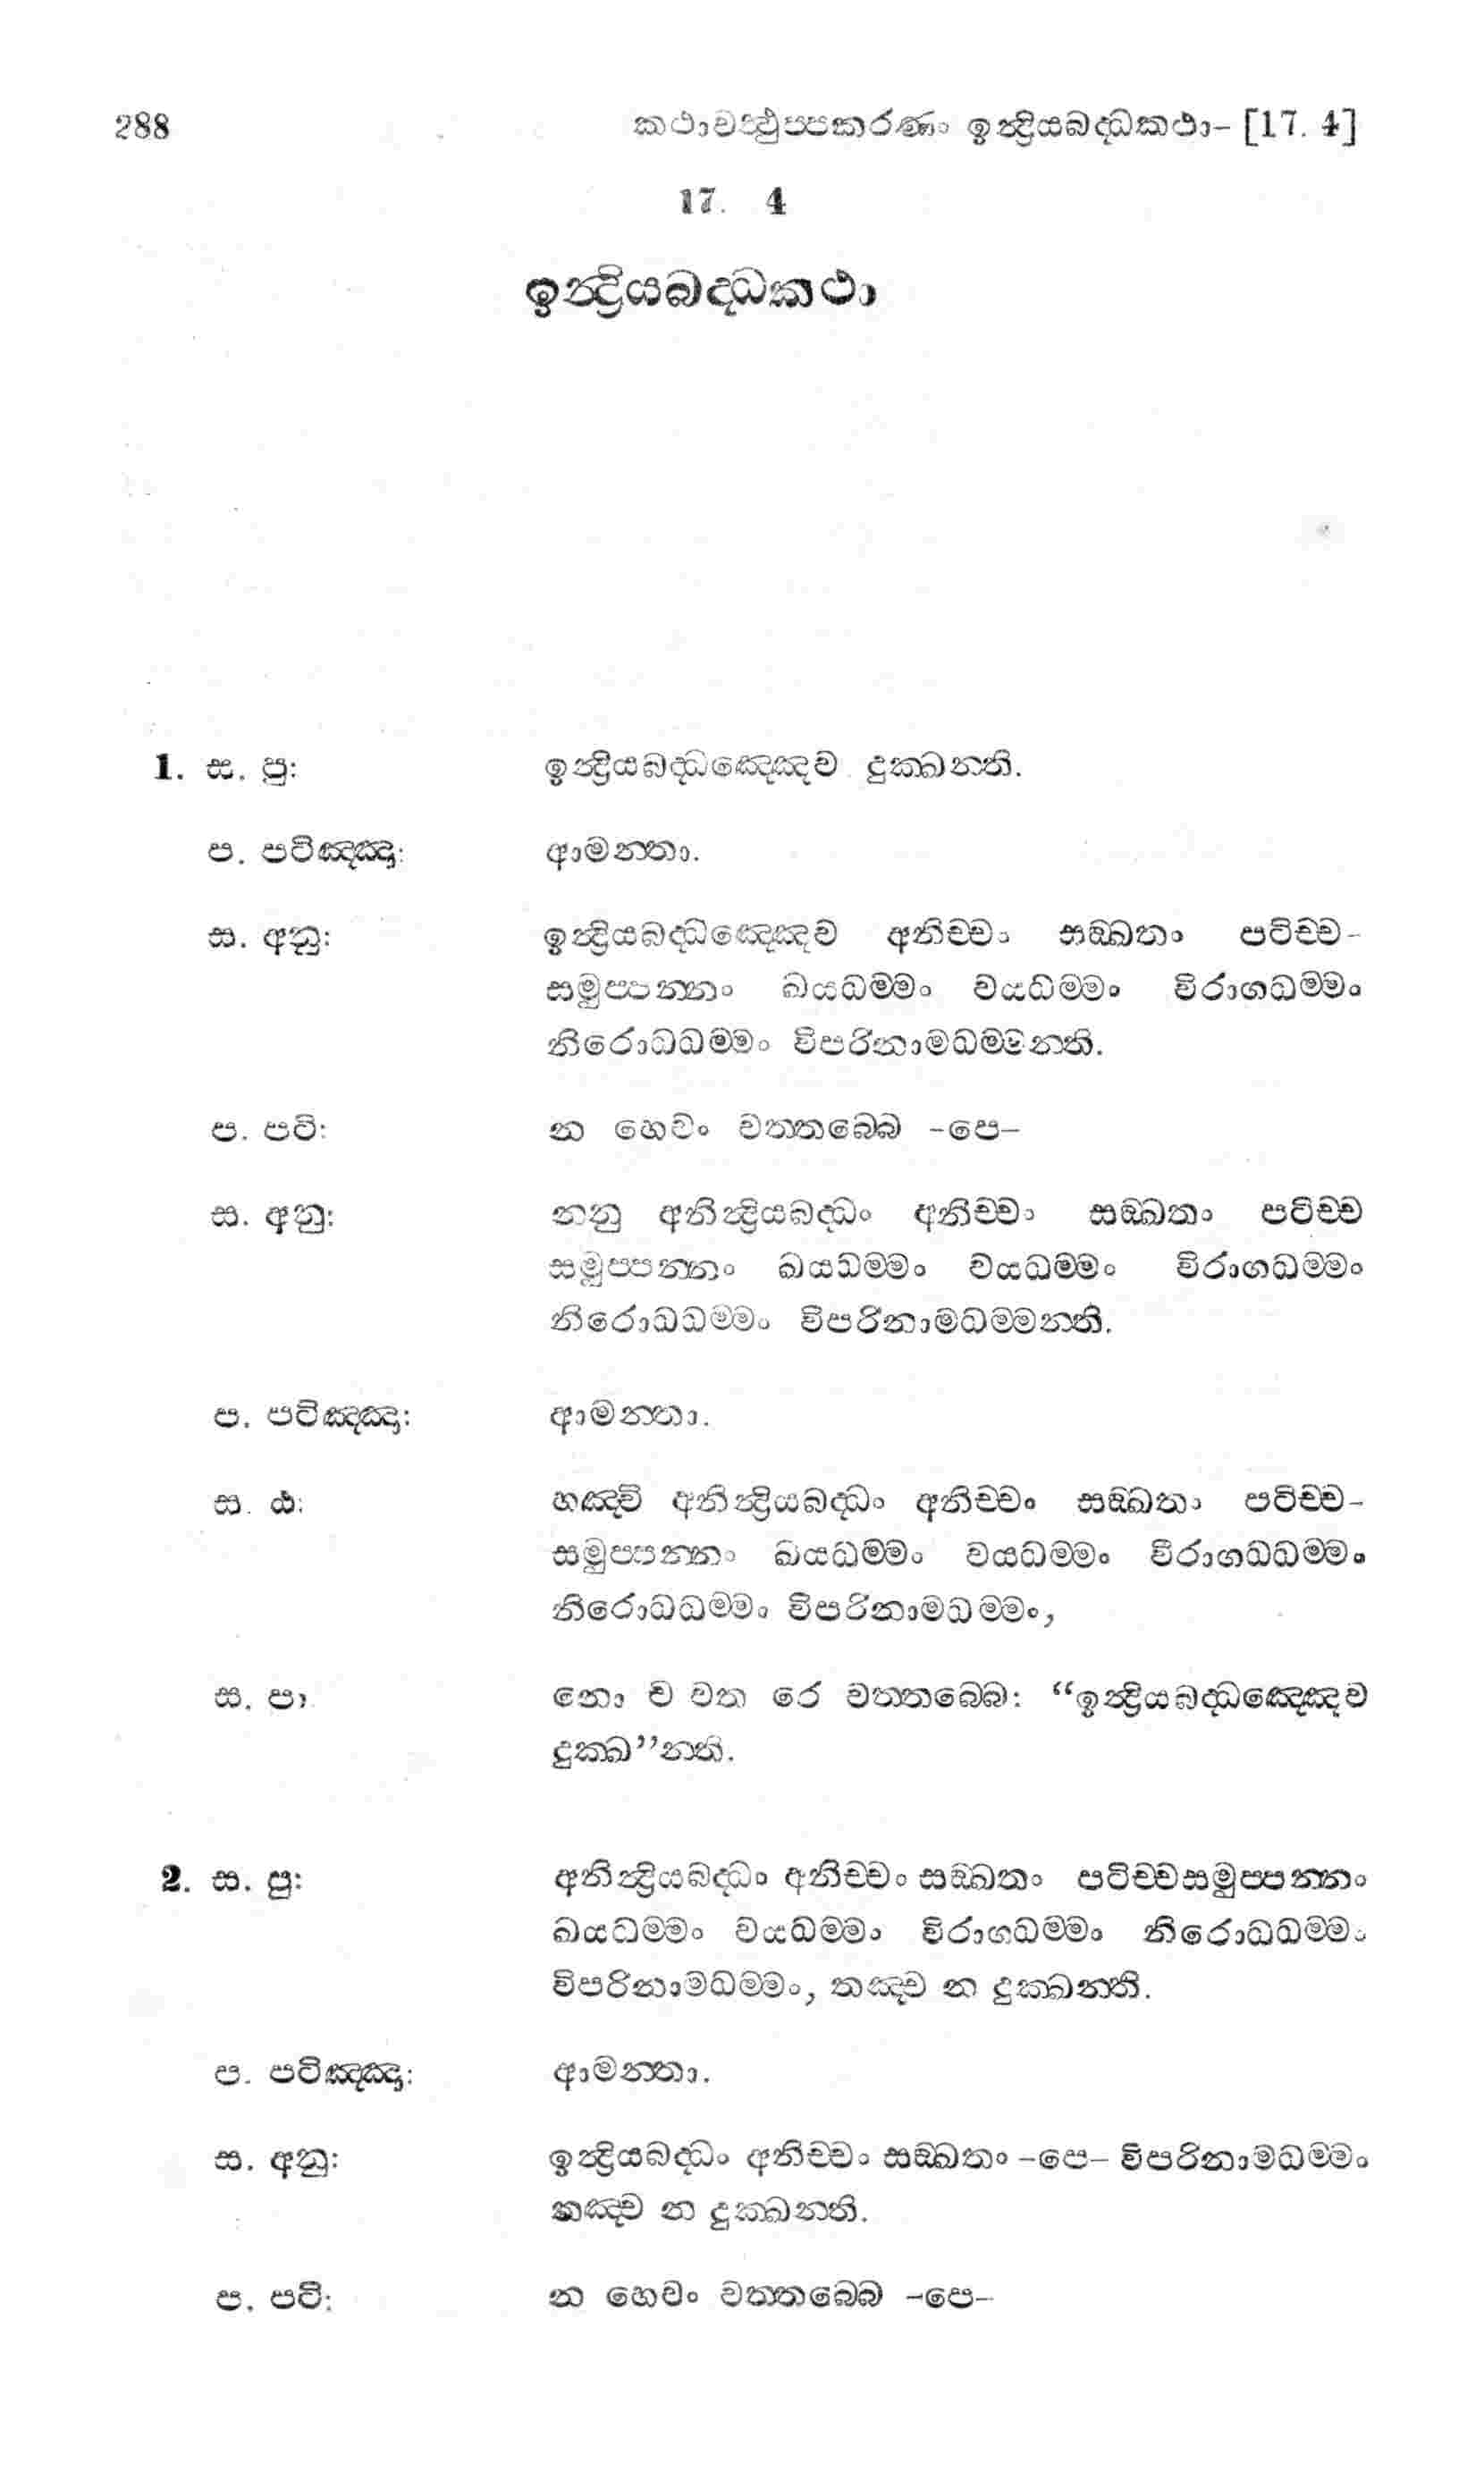 288 කථාවත්ථුප්පකරණං ඉන්ද්‍රියබද්ධකථා– [17. 4]
17. 4
ඉන්ද්‍රියබද්ධකථා
1. ස. පු: ඉන්ද්‍රියබද්ධඤ්ඤෙව දුක්ඛන්ති.
ප. පටිඤ්ඤා: ආමන්තා.
ස. අනු: ඉන්ද්‍රියබද්ධඤ්ඤෙව අනිච්චං සඞ්ඛතං පටිච්ච-
සමුප්පන්නං ඛයධම්මං වයධම්මං විරාගධම්මං
නිරොධධම්මං විපරිනාමධම්මන්ති.
ප. පටි: න හෙවං වත්තබ්බෙ -පෙ-
ස. අනු: නනු අනින්ද්‍රියබද්ධං අනිච්චං සඞ්ඛතං පටිච්ච
සමුප්පන්නං ඛයධම්මං වයධම්මං විරාගධම්මං
නිරොධධම්මං විපරිනාමධම්මන්ති.
ප. පටිඤ්ඤා: ආමන්තා.
ස. ඨ: හඤ්චි අනින්ද්‍රියබද්ධං අනිච්චං සඞ්ඛතං පටිච්ච-
සමුප්පන්නං ඛයධම්මං වයධම්මං විරාගධධම්මං
නිරොධධම්මං විපරිනාමධම්මං,
ස. පා නො ච වත රෙ වත්තබ්බෙ: “ඉන්ද්‍රියබද්ධඤ්ඤෙව
දුක්ඛ”න්ති.
2. ස. පු: අනින්ද්‍රියබද්ධං අනිච්චං සඞ්ඛතං පටිච්චසමුප්පන්නං
ඛයධම්මං වයධම්මං විරාගධම්මං නිරොධධම්මං
විපරිනාමධම්මං, තඤ්ච න දුක්ඛන්ති.
ප. පටිඤ්ඤා: ආමන්තා.
ස. අනු: ඉන්ද්‍රියබද්ධං අනිච්චං සඞ්ඛතං -පෙ- විපරිනාමධම්මං
තඤ්ච න දුක්ඛන්ති.
ප. පටි: න හෙවං වත්තබ්බෙ -පෙ-